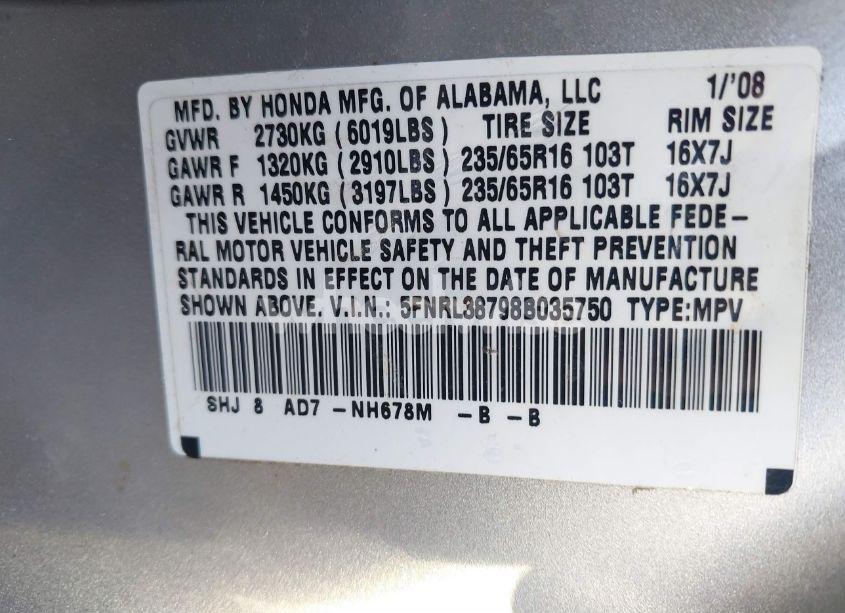 MFD. BY HONDA MFG. OF ALABAMA, LLC 1/'08
GVWR 2730KG (6019LBS) TIRE SIZE RIM SIZE
GAWR F 1320KG (2910LBS) 235/65R16 103T 16X7J
GAWR R 1450KG (3197LBS) 235/65R16 103T 16X7J
THIS VEHICLE CONFORMS TO ALL APPLICABLE FEDE-
RAL MOTOR VEHICLE SAFETY AND THEFT PREVENTION
STANDARDS IN EFFECT ON THE DATE OF MANUFACTURE
SHOWN ABOVE. V.I.N.: 5FNRL38798B035750 TYPE:MPV
SHJ 8 AD7 -NH678M -B -B